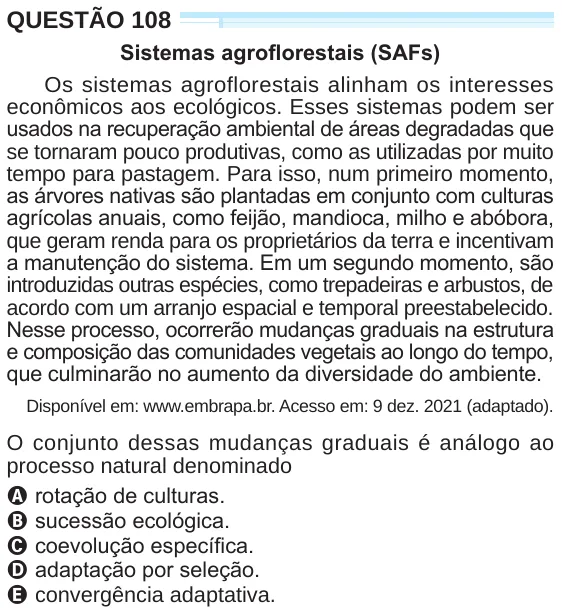 QUESTÃO 108
Sistemas agroflorestais (SAFs)
Os sistemas agroflorestais alinham os interesses
econômicos aos ecológicos. Esses sistemas podem ser
usados na recuperação ambiental de áreas degradadas que
se tornaram pouco produtivas, como as utilizadas por muito
tempo para pastagem. Para isso, num primeiro momento,
as árvores nativas são plantadas em conjunto com culturas
agrícolas anuais, como feijão, mandioca, milho e abóbora,
que geram renda para os proprietários da terra e incentivam
a manutenção do sistema. Em um segundo momento, são
introduzidas outras espécies, como trepadeiras e arbustos, de
acordo com um arranjo espacial e temporal preestabelecido.
Nesse processo, ocorrerão mudanças graduais na estrutura
e composição das comunidades vegetais ao longo do tempo,
que culminarão no aumento da diversidade do ambiente.
Disponível em: www.embrapa.br. Acesso em: 9 dez. 2021 (adaptado).
O conjunto dessas mudanças graduais é análogo ao
processo natural denominado
A rotação de culturas.
B sucessão ecológica.
C coevolução específica.
D adaptação por seleção.
E convergência adaptativa.